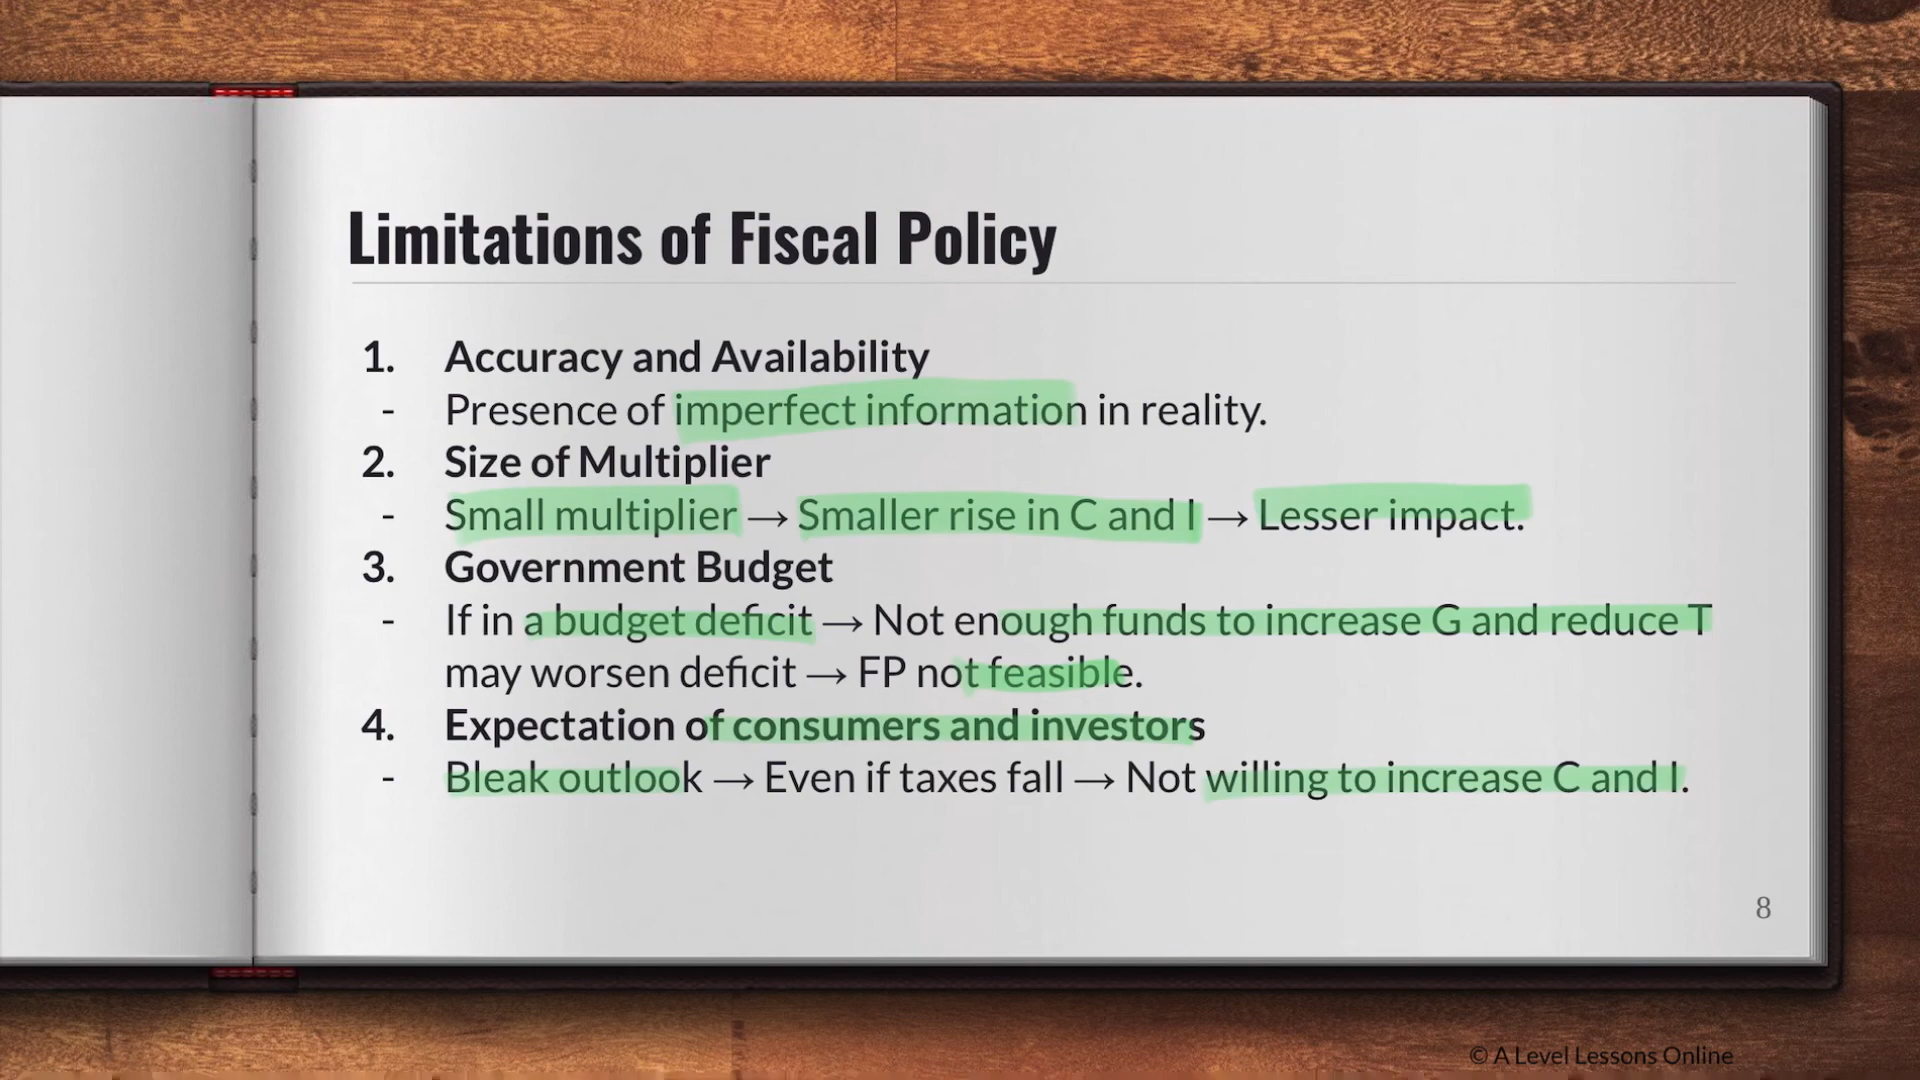 Limitations of Fiscal Policy
1. Accuracy and Availability
- Presence of imperfect information in reality.
2. Size of Multiplier
- Small multiplier → Smaller rise in C and I → Lesser impact.
3. Government Budget
- If in a budget deficit → Not enough funds to increase G and reduce T
may worsen deficit → FP not feasible.
4. Expectation of consumers and investors
- Bleak outlook → Even if taxes fall → Not willing to increase C and I.
8
© A Level Lessons Online